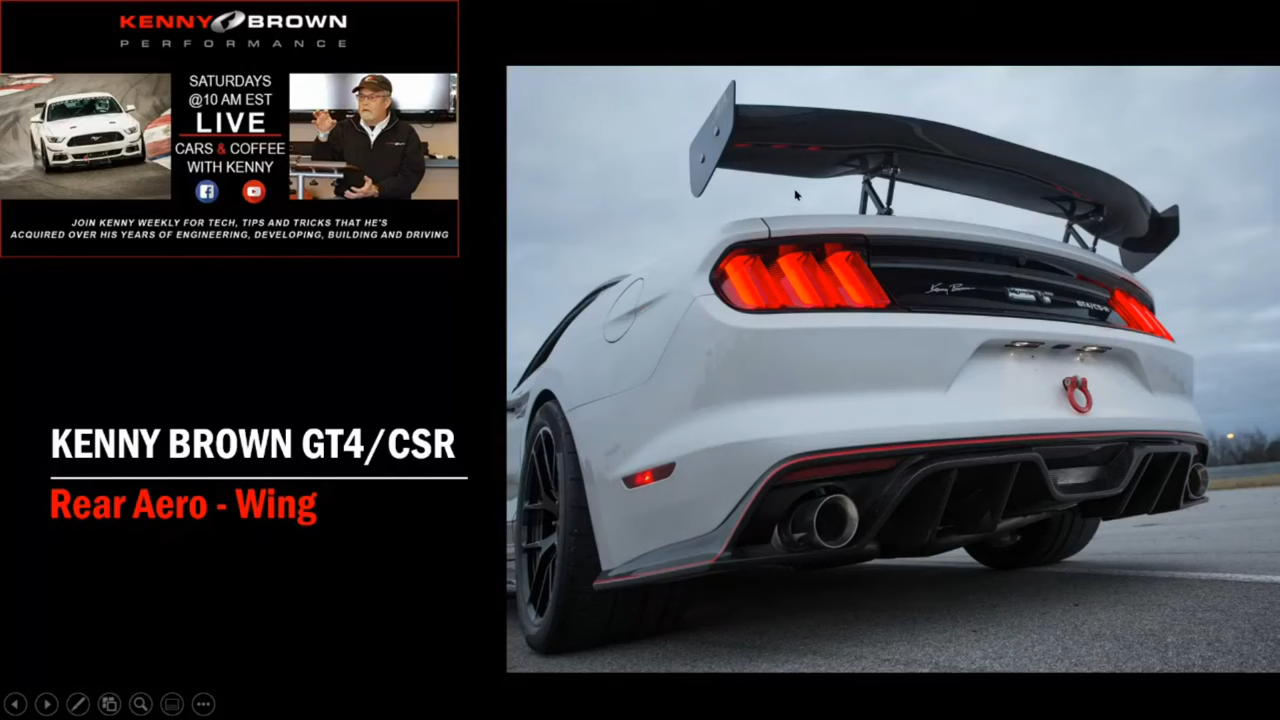 KENNY BROWN
PERFORMANCE
SATURDAYS
@10 AM EST
LIVE
CARS & COFFEE
WITH KENNY
JOIN KENNY WEEKLY FOR TECH, TIPS AND TRICKS THAT HE'S
ACQUIRED OVER HIS YEARS OF ENGINEERING, DEVELOPING, BUILDING AND DRIVING
KENNY BROWN GT4/CSR
Rear Aero - Wing
Kenny Brown